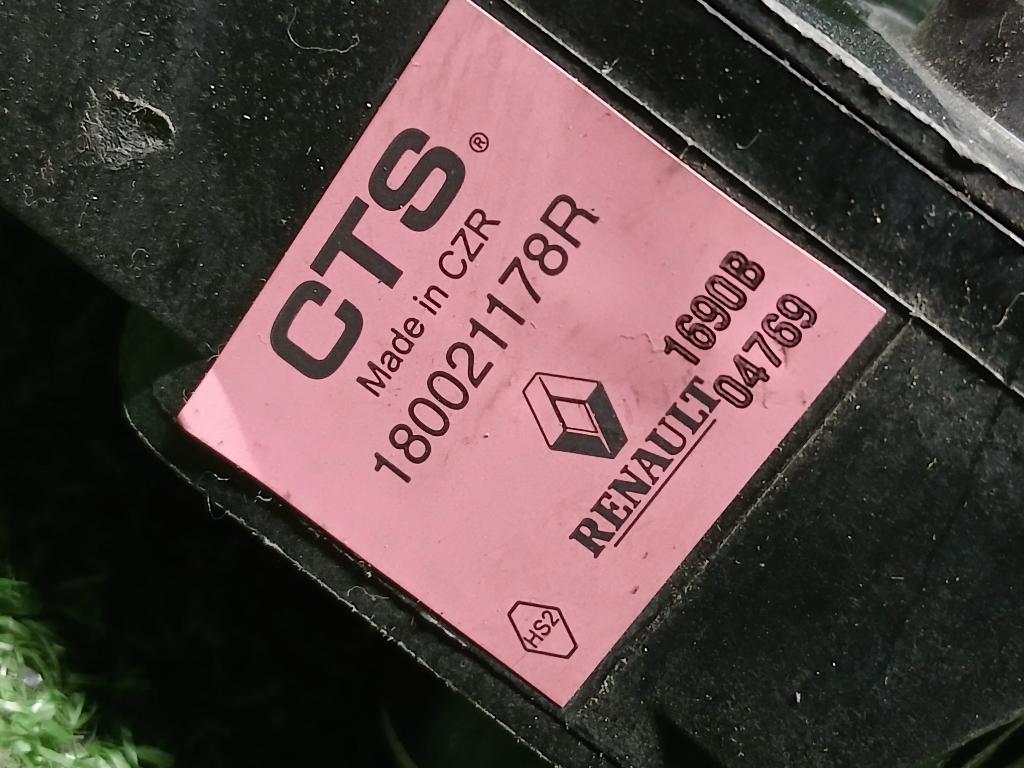 CTS®
Made in CZR
180021178R
1690B
04769
RENAULT
HS2